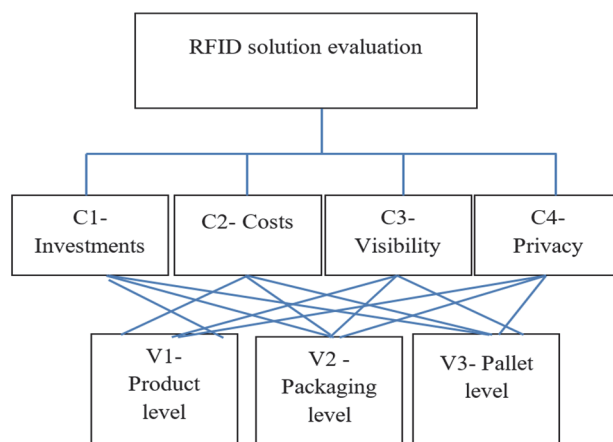 RFID solution evaluation
C1-
Investments
C2- Costs
C3-
Visibility
C4-
Privacy
V1-
Product
level
V2 -
Packaging
level
V3- Pallet
level